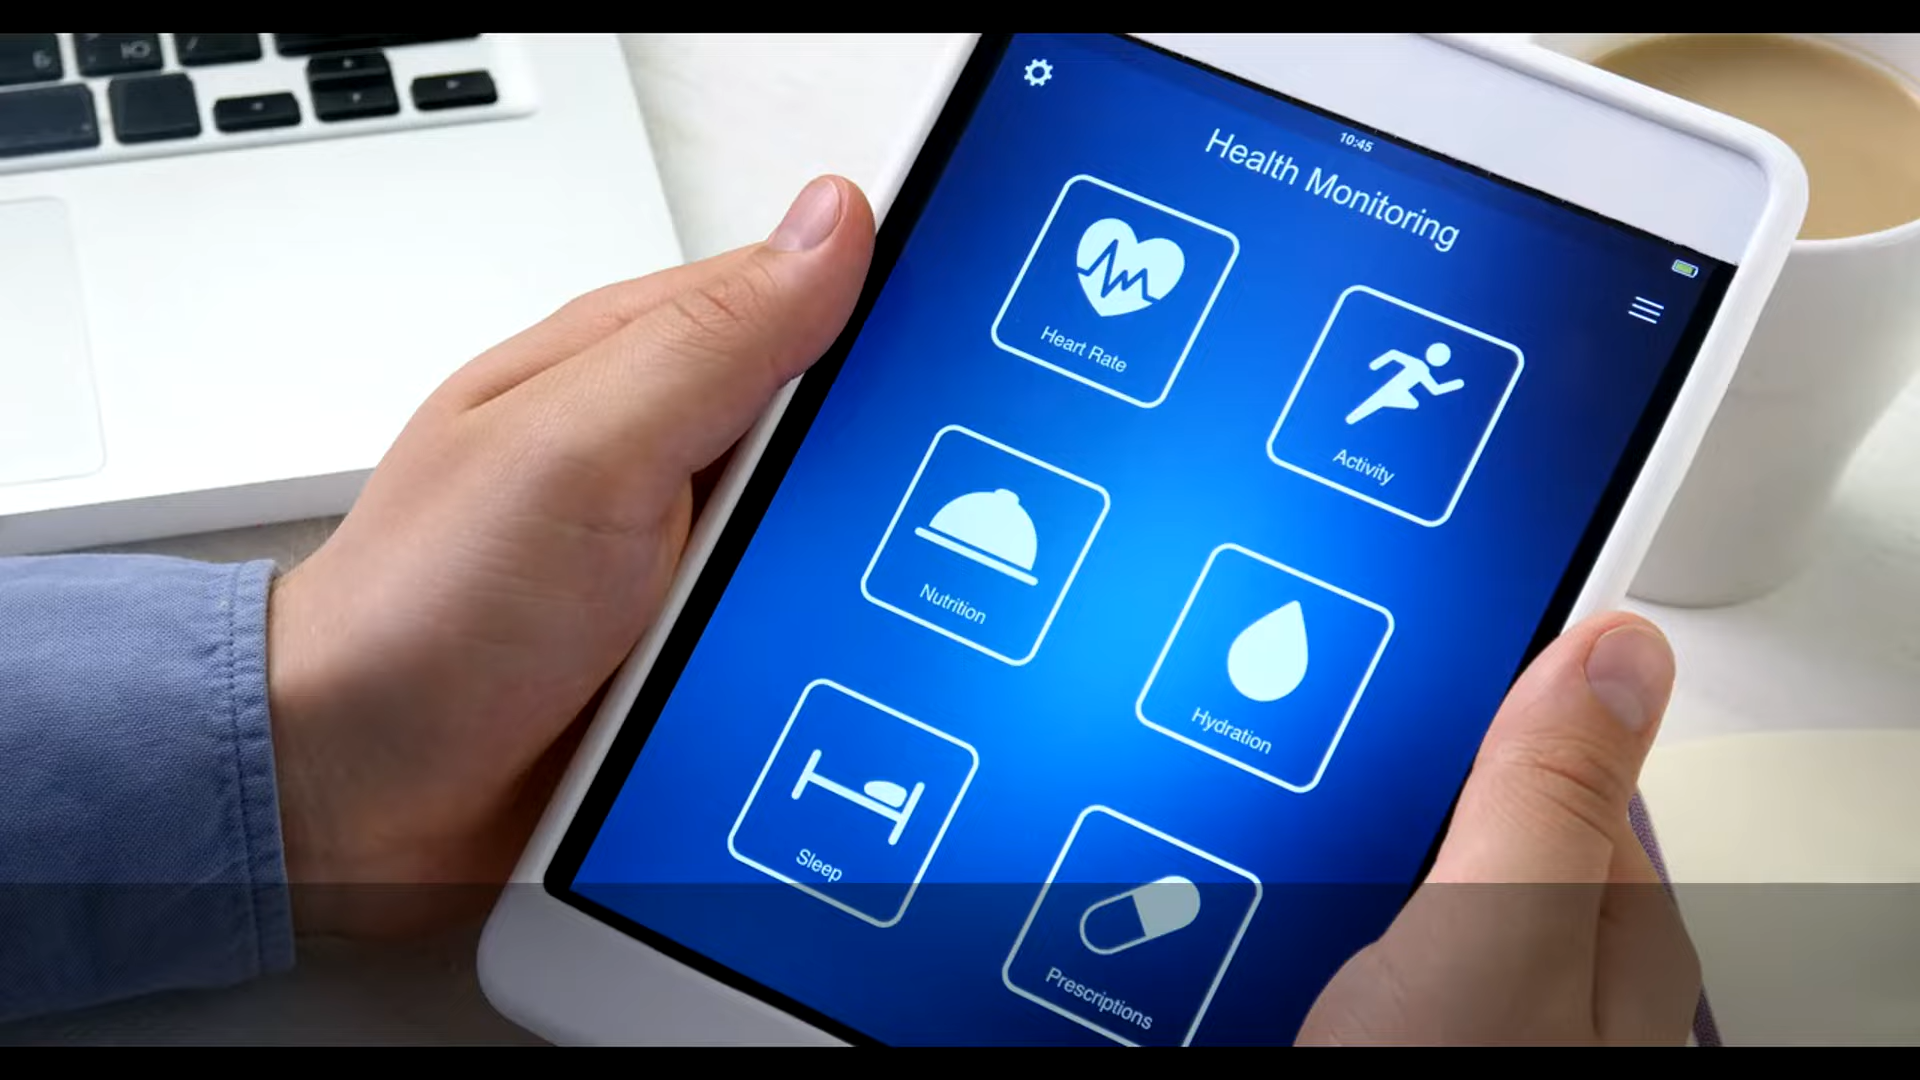 10:45
Health Monitoring
Heart Rate
Activity
Nutrition
Hydration
Sleep
Prescriptions
Б
Ю